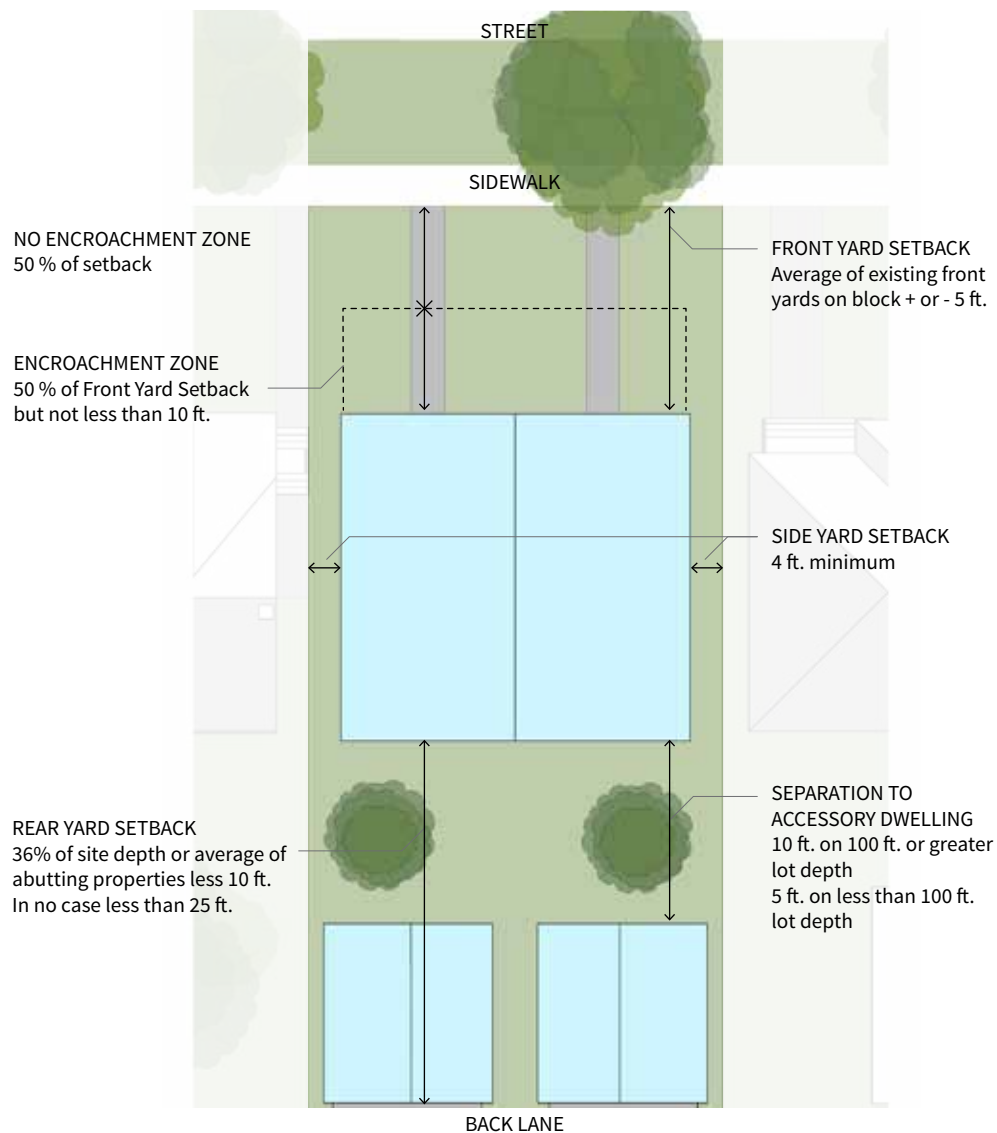 STREET
SIDEWALK
NO ENCROACHMENT ZONE
50 % of setback
FRONT YARD SETBACK
Average of existing front
yards on block + or - 5 ft.
ENCROACHMENT ZONE
50 % of Front Yard Setback
but not less than 10 ft.
SIDE YARD SETBACK
4 ft. minimum
REAR YARD SETBACK
36% of site depth or average of
abutting properties less 10 ft.
In no case less than 25 ft.
SEPARATION TO
ACCESSORY DWELLING
10 ft. on 100 ft. or greater
lot depth
5 ft. on less than 100 ft.
lot depth
BACK LANE